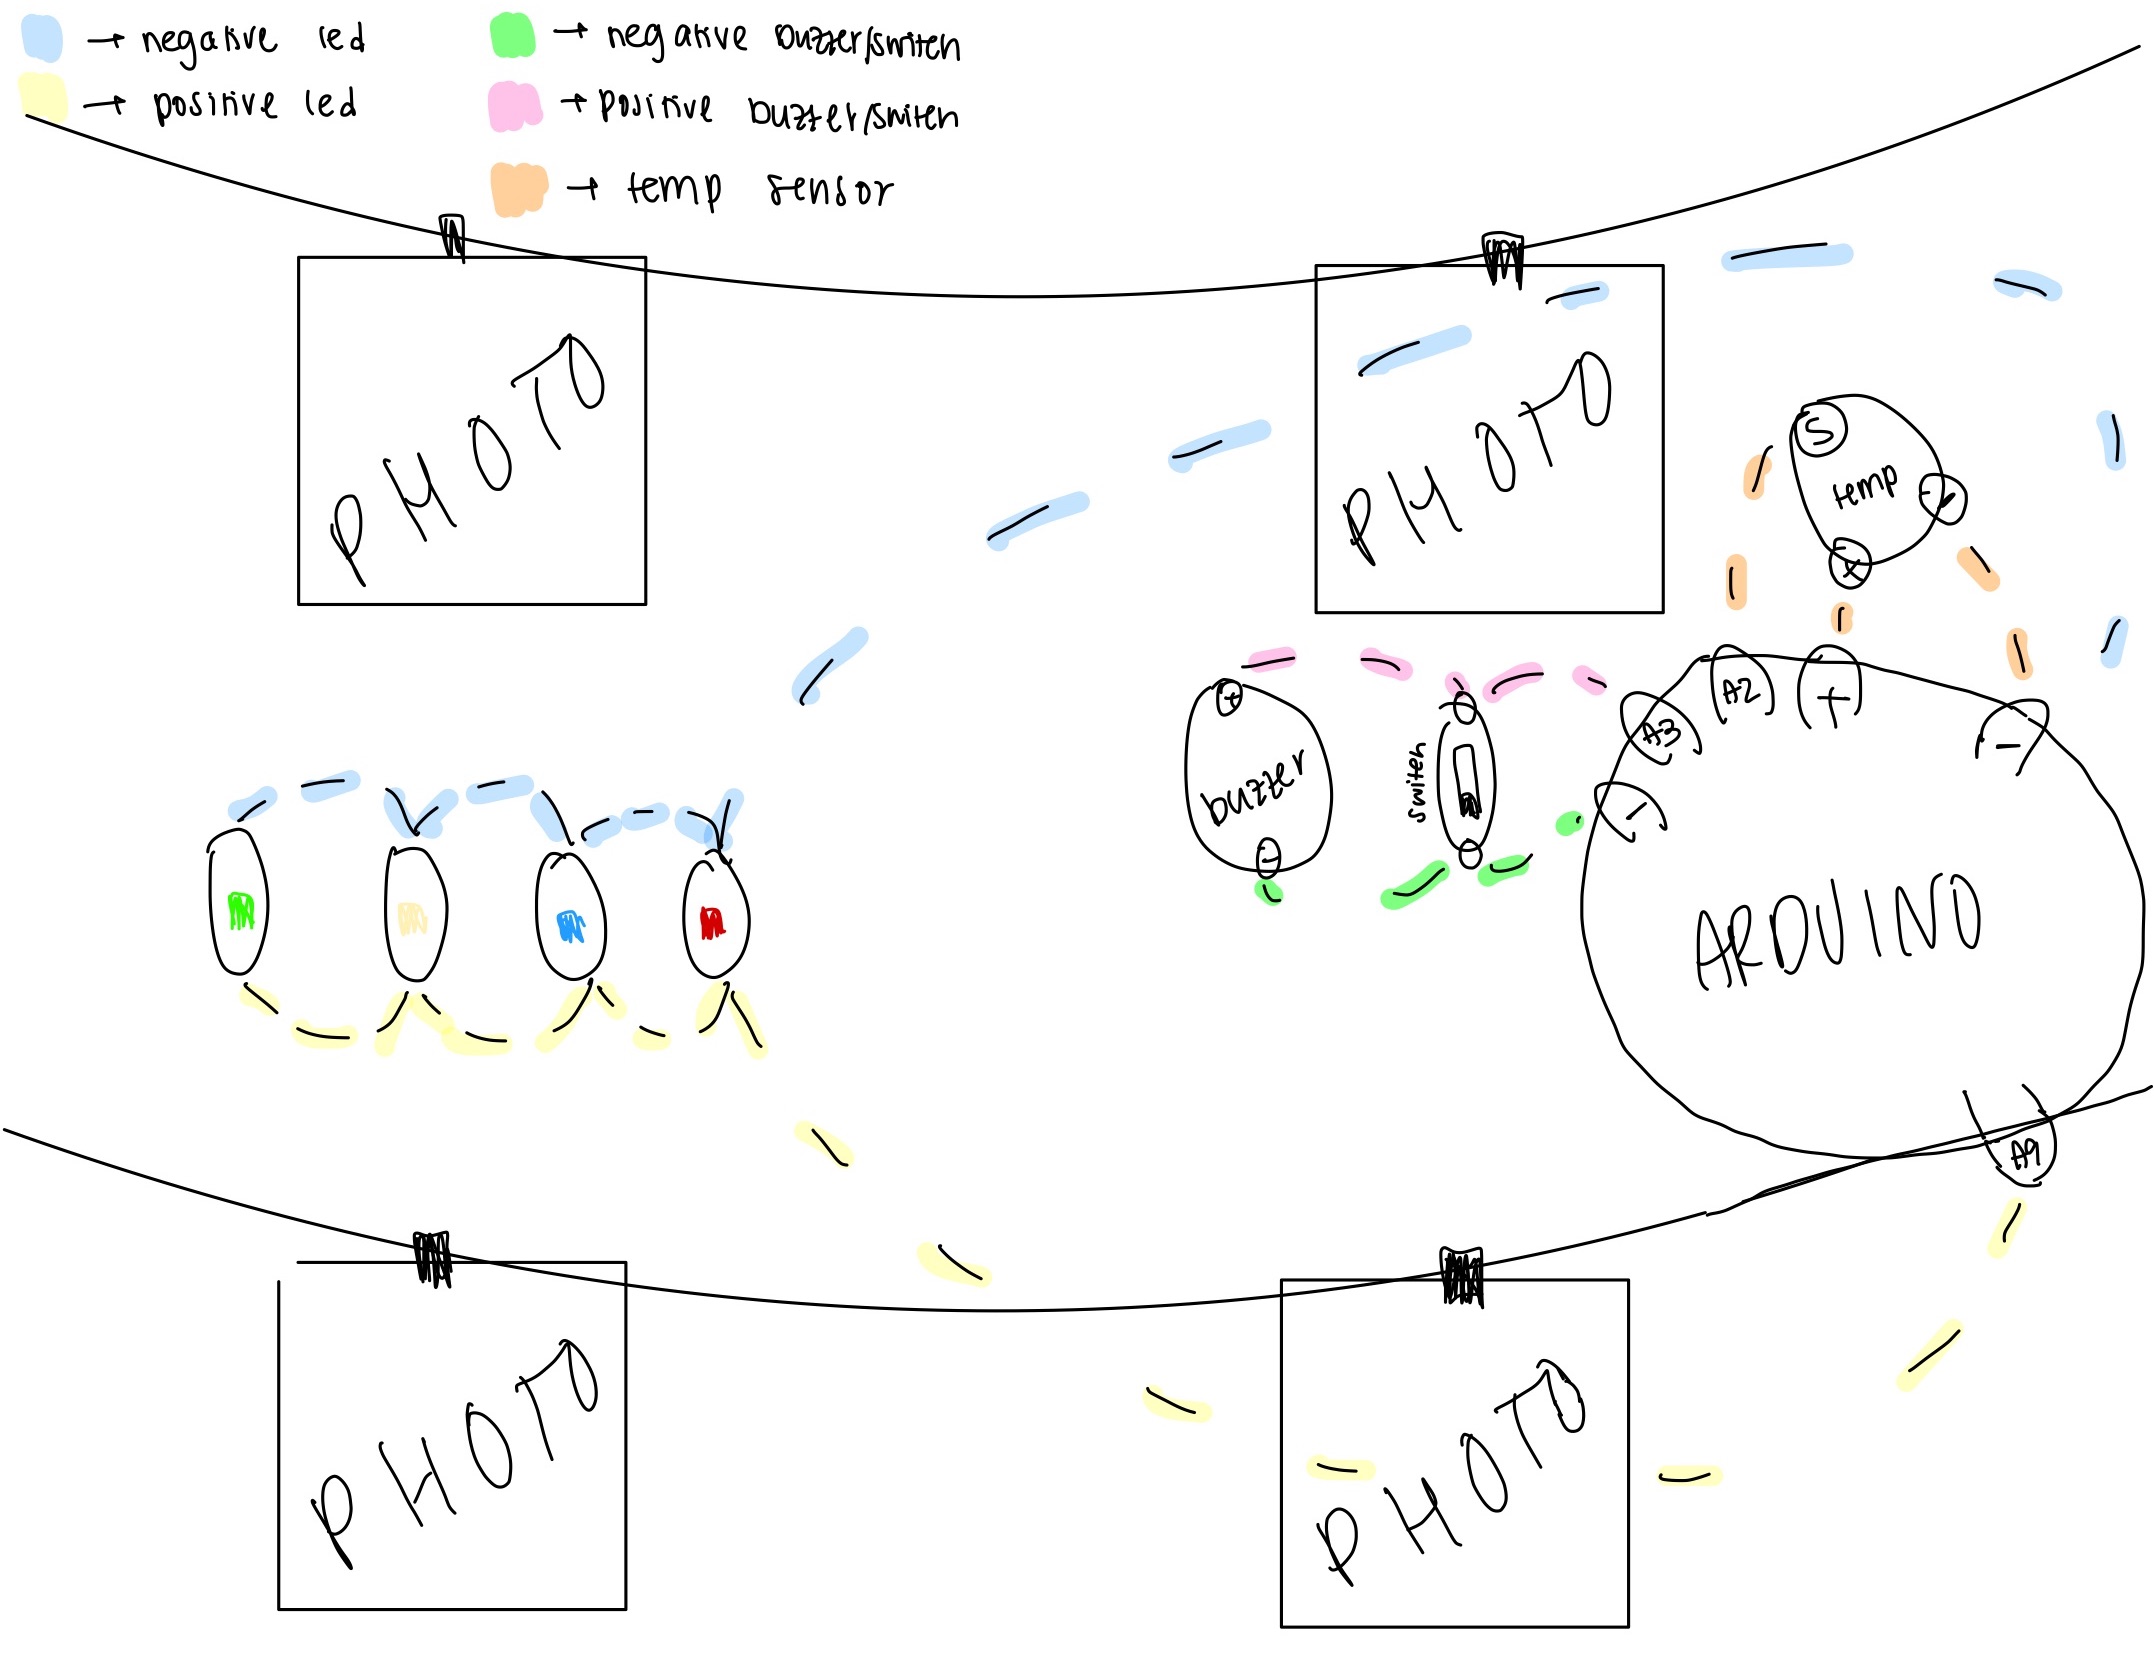 → negative led
→ negative buzzer/switch
→ positive led
→ positive buzzer/switch
→ temp sensor
PHOTO
PHOTO
S
temp
-
+
A2
+
A3
-
-
+
buzzer
-
switch
ARDUINO
A9
PHOTO
PHOTO